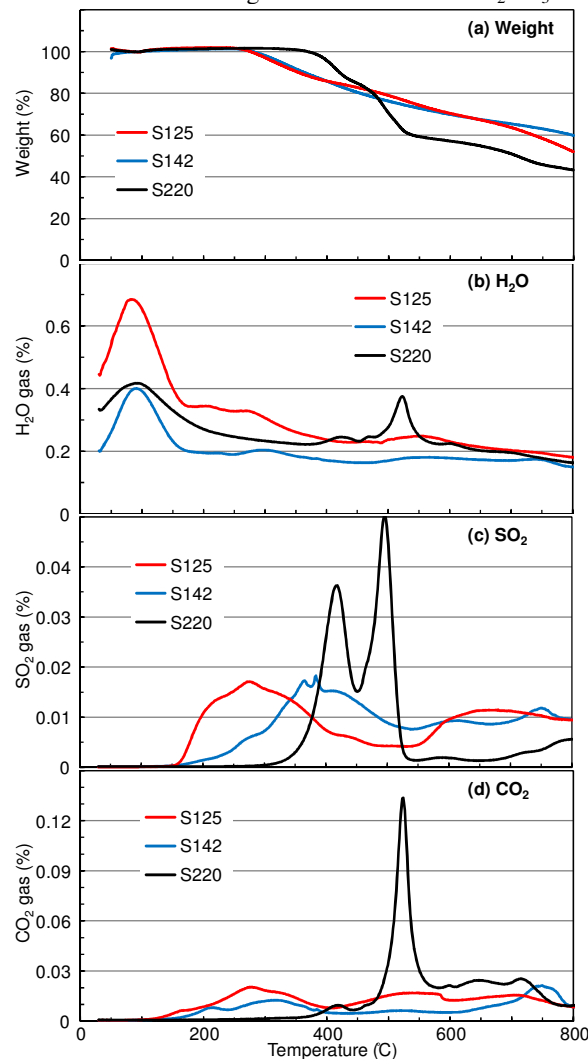 (a) Weight
Weight (%)
120
100
80
60
40
20
0
S125
S142
S220
(b) H₂O
H₂O gas (%)
0.6
0.4
0.2
0
S125
S142
S220
(c) SO₂
SO₂ gas (%)
0.04
0.03
0.02
0.01
0
S125
S142
S220
(d) CO₂
CO₂ gas (%)
0.12
0.09
0.06
0.03
0
S125
S142
S220
0 200 400 600 800
Temperature (C)